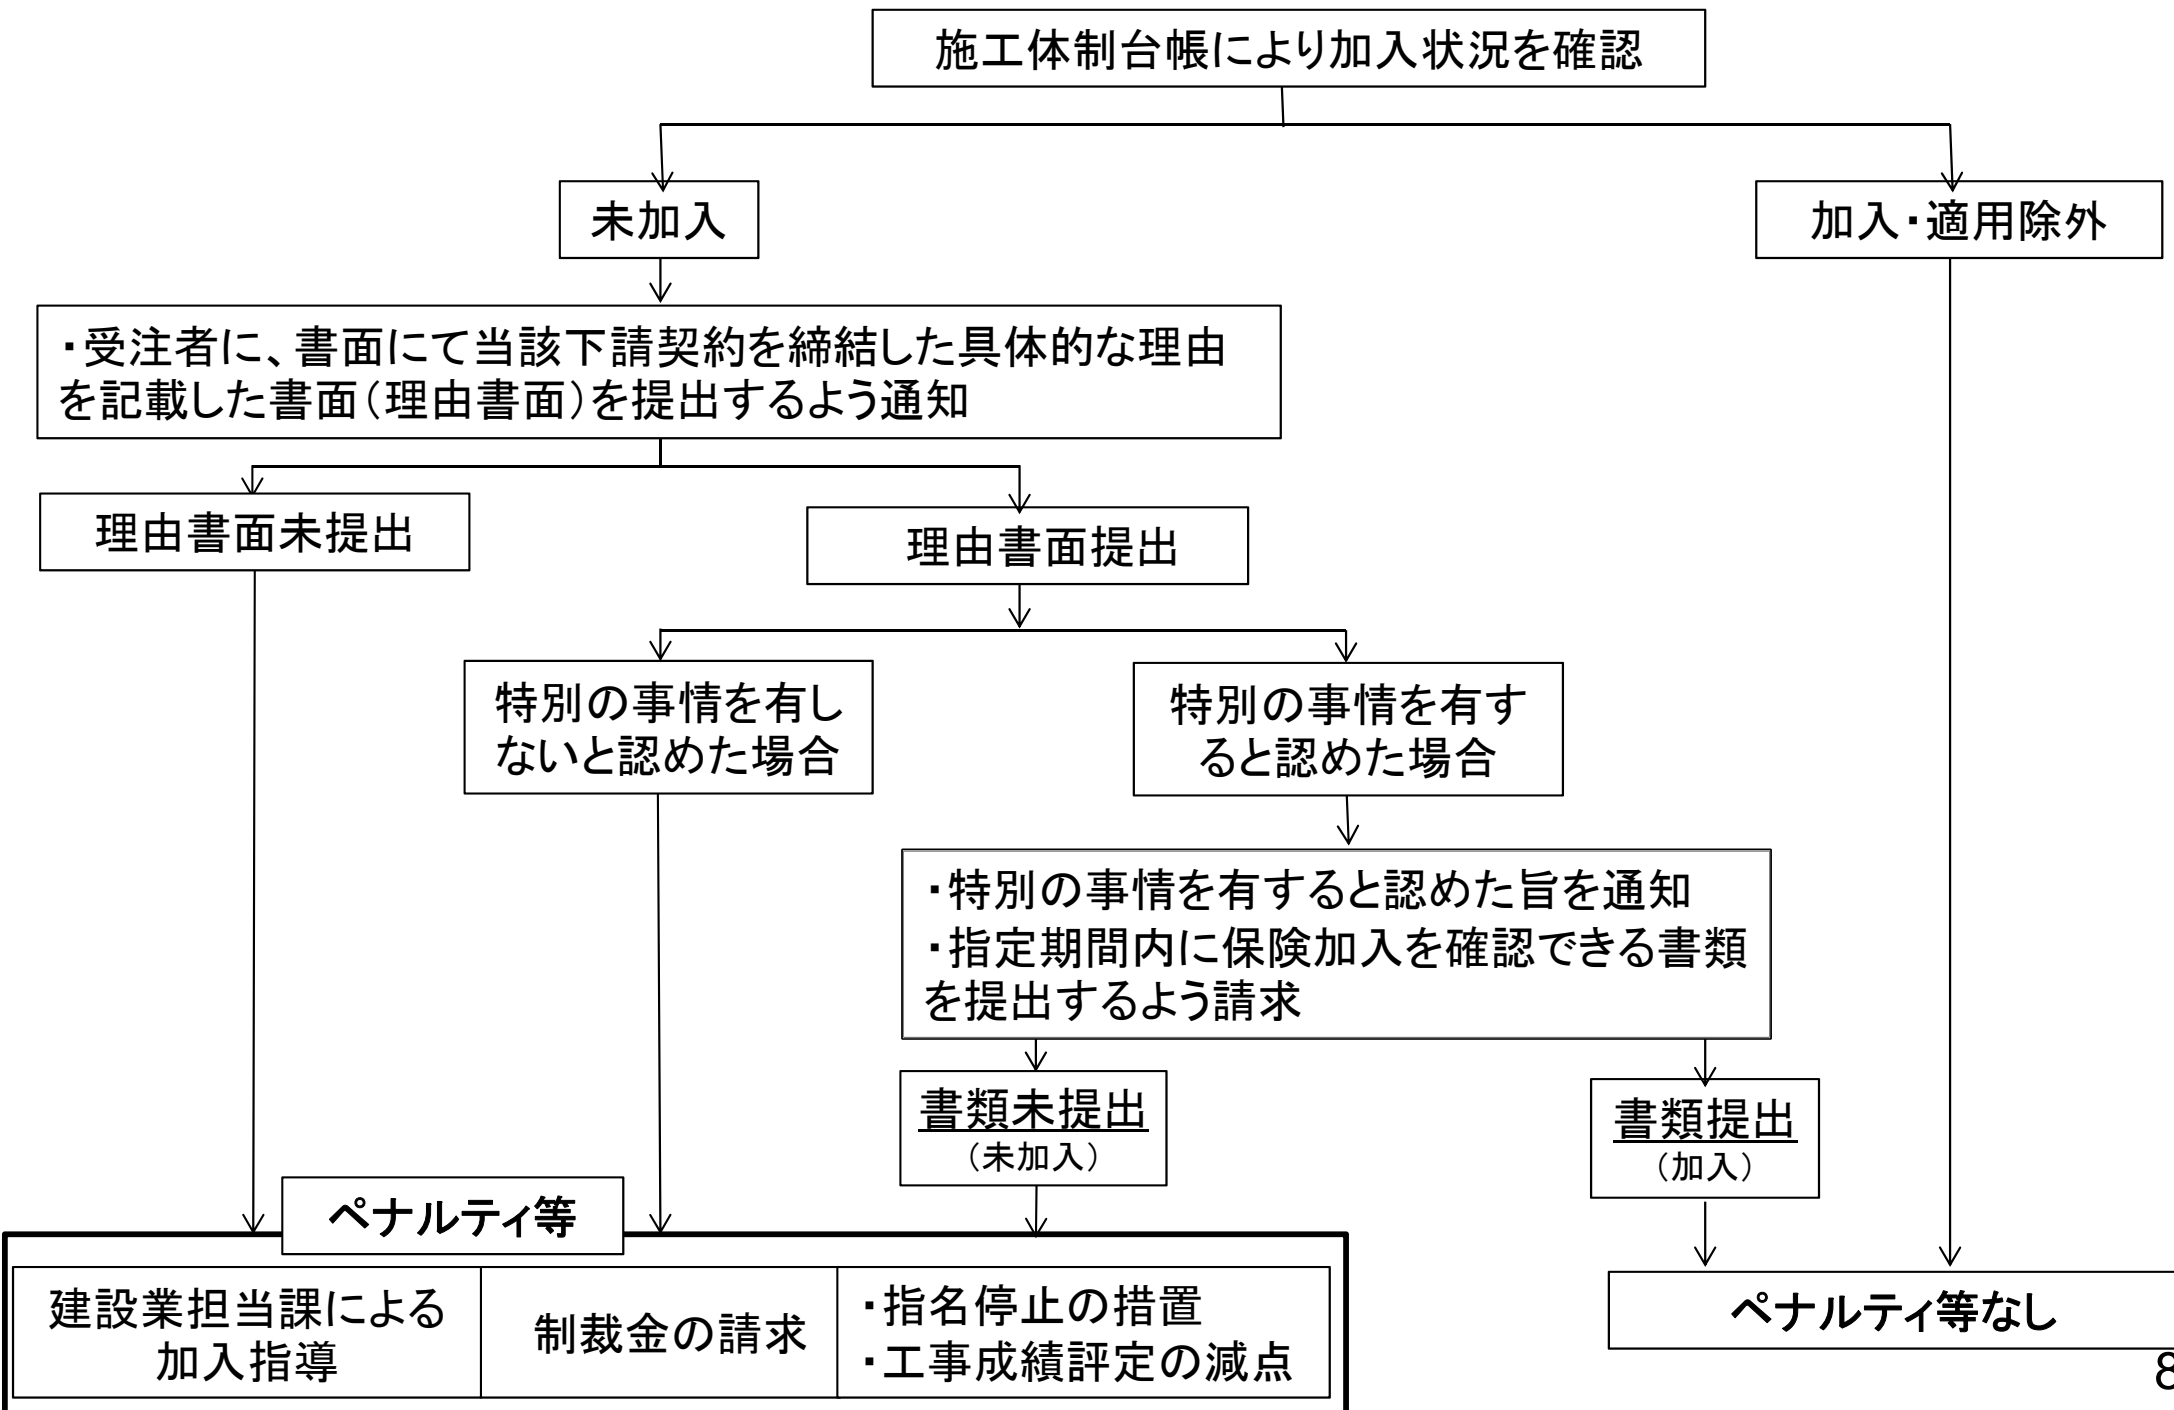 施工体制台帳により加入状況を確認
未加入
加入・適用除外
・受注者に、書面にて当該下請契約を締結した具体的な理由
を記載した書面（理由書面）を提出するよう通知
理由書面未提出
理由書面提出
特別の事情を有し
ないと認めた場合
特別の事情を有す
ると認めた場合
・特別の事情を有すると認めた旨を通知
・指定期間内に保険加入を確認できる書類
を提出するよう請求
書類未提出
（未加入）
書類提出
（加入）
ペナルティ等
建設業担当課による
加入指導
制裁金の請求
・指名停止の措置
・工事成績評定の減点
ペナルティ等なし
8